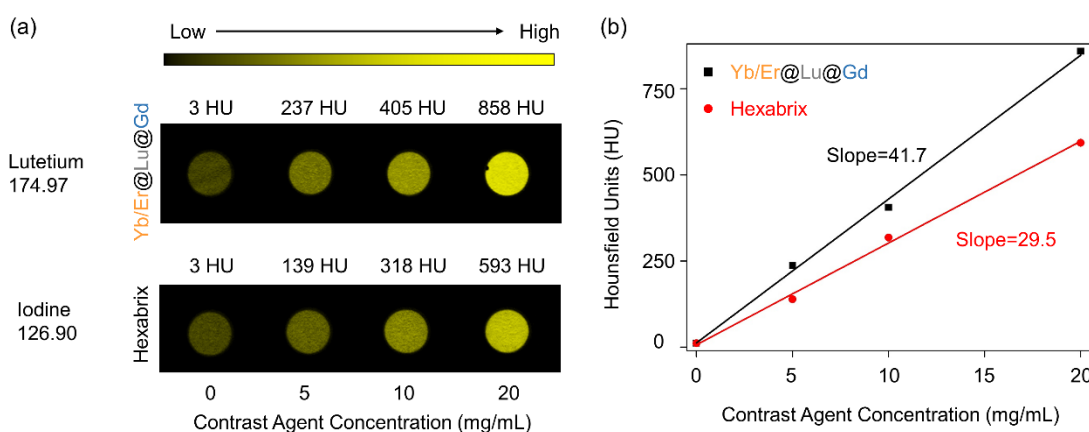 (a)
Low
High
3 HU 237 HU 405 HU 858 HU
Lutetium
174.97
Yb/Er@Lu@Gd
3 HU 139 HU 318 HU 593 HU
Iodine
126.90
Hexabrix
0 5 10 20
Contrast Agent Concentration (mg/mL)
(b)
Yb/Er@Lu@Gd
Hexabrix
Slope=41.7
Slope=29.5
Hounsfield Units (HU)
750
500
250
0
0 5 10 15 20
Contrast Agent Concentration (mg/mL)